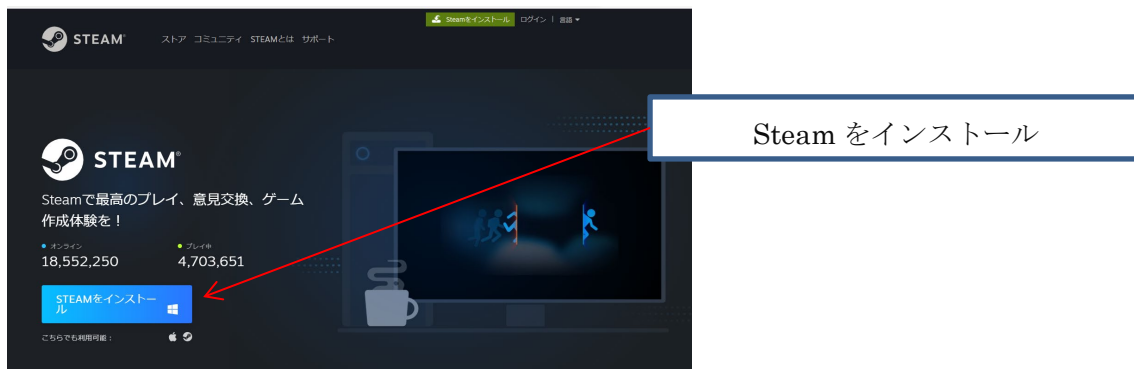 Steamをインストール ログイン | 言語
STEAM® ストア コミュニティ STEAMとは サポート
Steam をインストール
STEAM®
Steamで最高のプレイ、意見交換、ゲーム
作成体験を！
オンライン プレイ中
18,552,250 4,703,651
STEAMをインストー
ル
こちらでも利用可能：